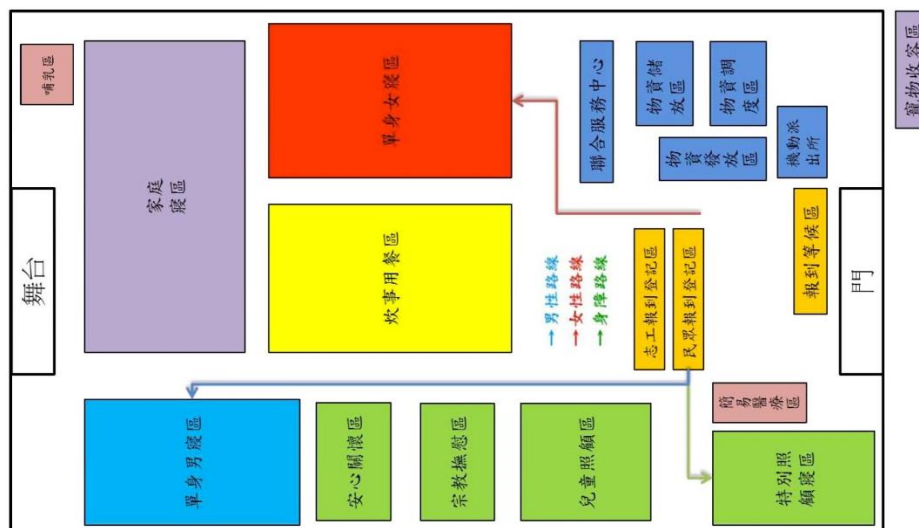 哺乳區
家庭
寢區
單身女寢區
聯合服務中心
物資儲
放區
物資調
度區
物資發放
區
機動派
出所
寵物收容區
舞台
炊事用餐區
→男性路線
→女性路線
→身障路線
志工報到登記區
民眾報到登記區
報到等候區
門
簡易醫療
區
單身男寢區
安心關懷區
宗教撫慰區
兒童照顧區
特別照
顧寢區